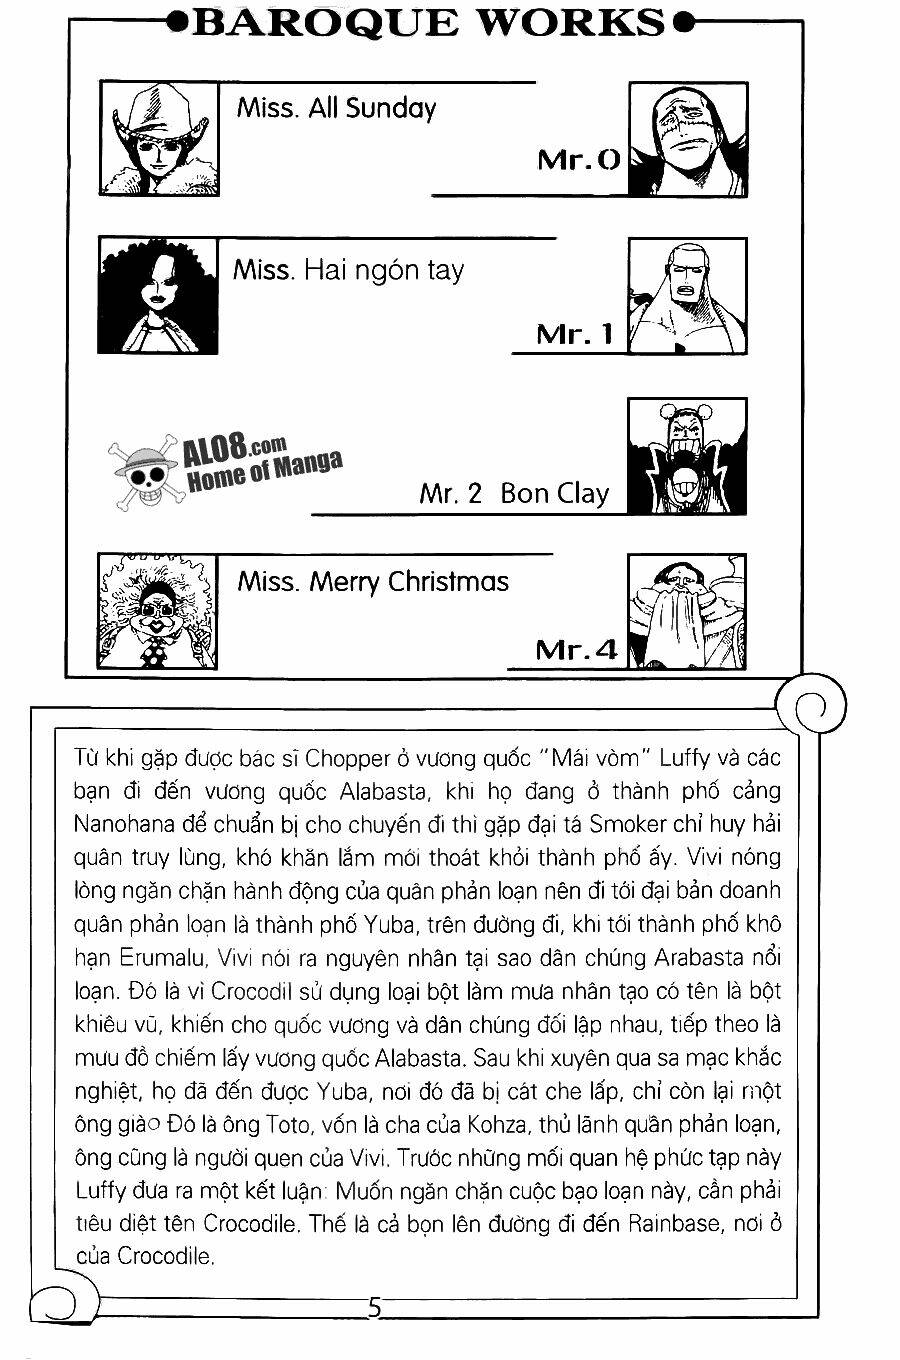 BAROQUE WORKS
Miss. All Sunday
Mr.0
Miss. Hai ngón tay
Mr. 1
AL08.com
Home of Manga
Mr. 2 Bon Clay
Miss. Merry Christmas
Mr.4
Từ khi gặp được bác sĩ Chopper ở vương quốc "Mái vòm" Luffy và các
bạn đi đến vương quốc Alabasta, khi họ đang ở thành phố cảng
Nanohana để chuẩn bị cho chuyến đi thì gặp đại tá Smoker chỉ huy hải
quân truy lùng, khó khăn lắm mới thoát khỏi thành phố ấy. Vivi nóng
lòng ngăn chặn hành động của quân phản loạn nên đi tới đại bản doanh
quân phản loạn là thành phố Yuba, trên đường đi, khi tới thành phố khô
hạn Erumalu, Vivi nói ra nguyên nhân tại sao dân chúng Arabasta nổi
loạn. Đó là vì Crocodil sử dụng loại bột làm mưa nhân tạo có tên là bột
khiêu vũ, khiến cho quốc vương và dân chúng đối lập nhau, tiếp theo là
mưu đồ chiếm lấy vương quốc Alabasta. Sau khi xuyên qua sa mạc khắc
nghiệt, họ đã đến được Yuba, nơi đó đã bị cát che lấp, chỉ còn lại một
ông già Đó là ông Toto, vốn là cha của Kohza, thủ lãnh quân phản loạn,
ông cũng là người quen của Vivi. Trước những mối quan hệ phức tạp này
Luffy đưa ra một kết luận: Muốn ngăn chặn cuộc bạo loạn này, cần phải
tiêu diệt tên Crocodile. Thế là cả bọn lên đường đi đến Rainbase, nơi ở
của Crocodile.
5